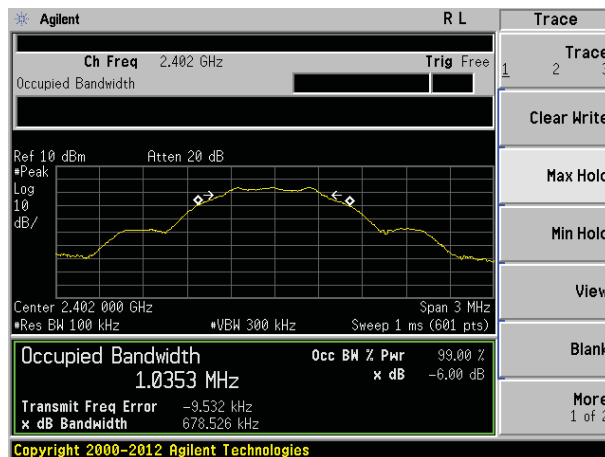 Agilent R L Trace
Ch Freq 2.402 GHz Trig Free
Occupied Bandwidth
Trace
1 2 3
Clear Write
Max Hold
Min Hold
View
Blank
More
1 of 2
Ref 10 dBm Atten 20 dB
#Peak
Log
10
dB/
Center 2.402 000 GHz Span 3 MHz
#Res BW 100 kHz #VBW 300 kHz Sweep 1 ms (601 pts)
Occupied Bandwidth Occ BW % Pwr 99.00 %
1.0353 MHz x dB -6.00 dB
Transmit Freq Error -9.532 kHz
x dB Bandwidth 678.526 kHz
Copyright 2000-2012 Agilent Technologies